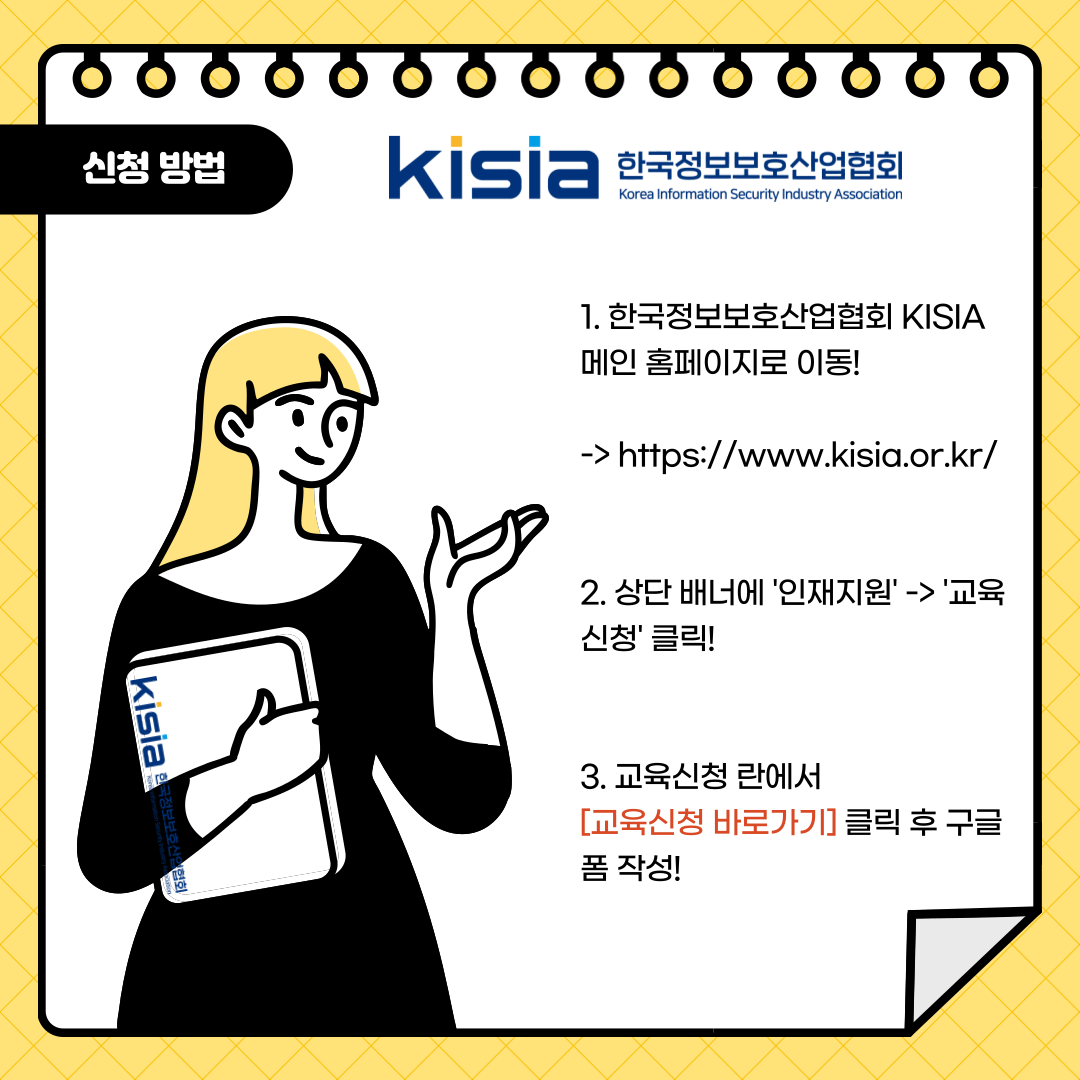 신청 방법
kisia 한국정보보호산업협회
Korea Information Security Industry Association
1. 한국정보보호산업협회 KISIA
메인 홈페이지로 이동!
-> https://www.kisia.or.kr/
2. 상단 배너에 '인재지원' -> '교육
신청' 클릭!
3. 교육신청 란에서
[교육신청 바로가기] 클릭 후 구글
폼 작성!
kisia
한국정보보호산업협회